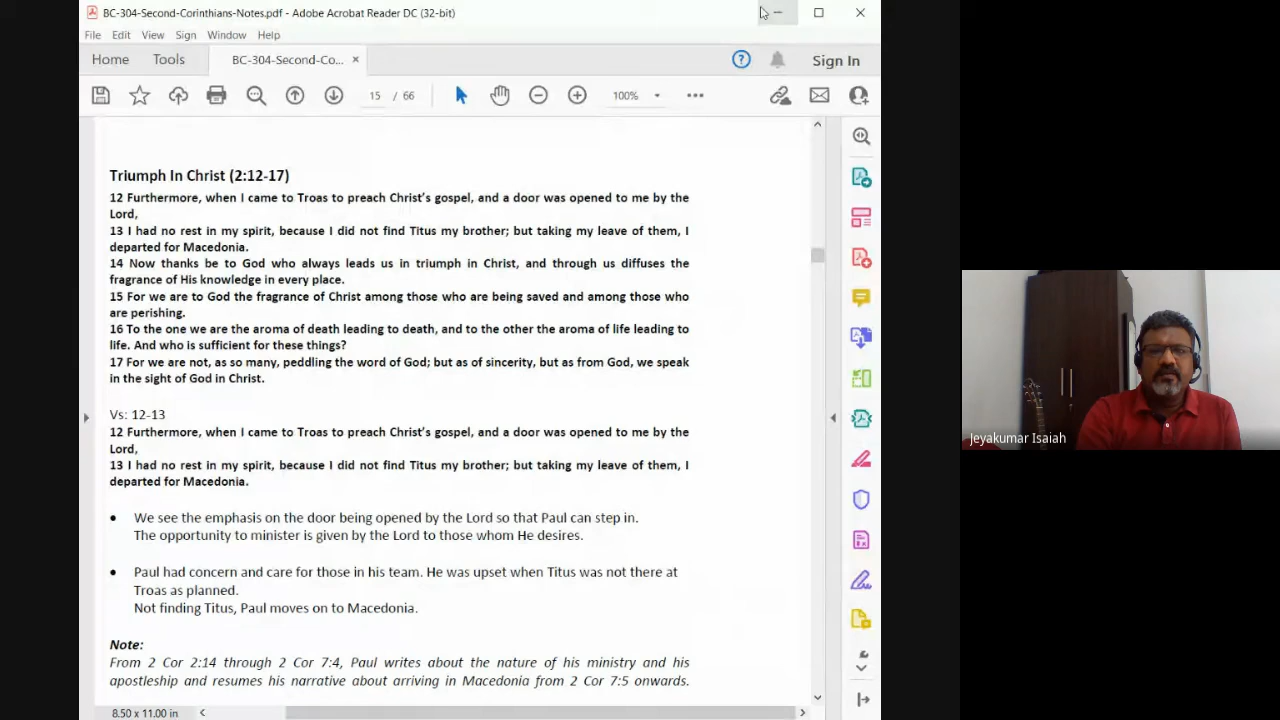 BC-304-Second-Corinthians-Notes.pdf - Adobe Acrobat Reader DC (32-bit)
File Edit View Sign Window Help
Home Tools BC-304-Second-Co... × Sign In
15 / 66 100%
Triumph In Christ (2:12-17)
12 Furthermore, when I came to Troas to preach Christ's gospel, and a door was opened to me by the
Lord,
13 I had no rest in my spirit, because I did not find Titus my brother; but taking my leave of them, I
departed for Macedonia.
14 Now thanks be to God who always leads us in triumph in Christ, and through us diffuses the
fragrance of His knowledge in every place.
15 For we are to God the fragrance of Christ among those who are being saved and among those who
are perishing.
16 To the one we are the aroma of death leading to death, and to the other the aroma of life leading to
life. And who is sufficient for these things?
17 For we are not, as so many, peddling the word of God; but as of sincerity, but as from God, we speak
in the sight of God in Christ.
Vs: 12-13
12 Furthermore, when I came to Troas to preach Christ's gospel, and a door was opened to me by the
Lord,
13 I had no rest in my spirit, because I did not find Titus my brother; but taking my leave of them, I
departed for Macedonia.
• We see the emphasis on the door being opened by the Lord so that Paul can step in.
The opportunity to minister is given by the Lord to those whom He desires.
• Paul had concern and care for those in his team. He was upset when Titus was not there at
Troas as planned.
Not finding Titus, Paul moves on to Macedonia.
Note:
From 2 Cor 2:14 through 2 Cor 7:4, Paul writes about the nature of his ministry and his
apostleship and resumes his narrative about arriving in Macedonia from 2 Cor 7:5 onwards.
8.50 x 11.00 in
Jeyakumar Isaiah